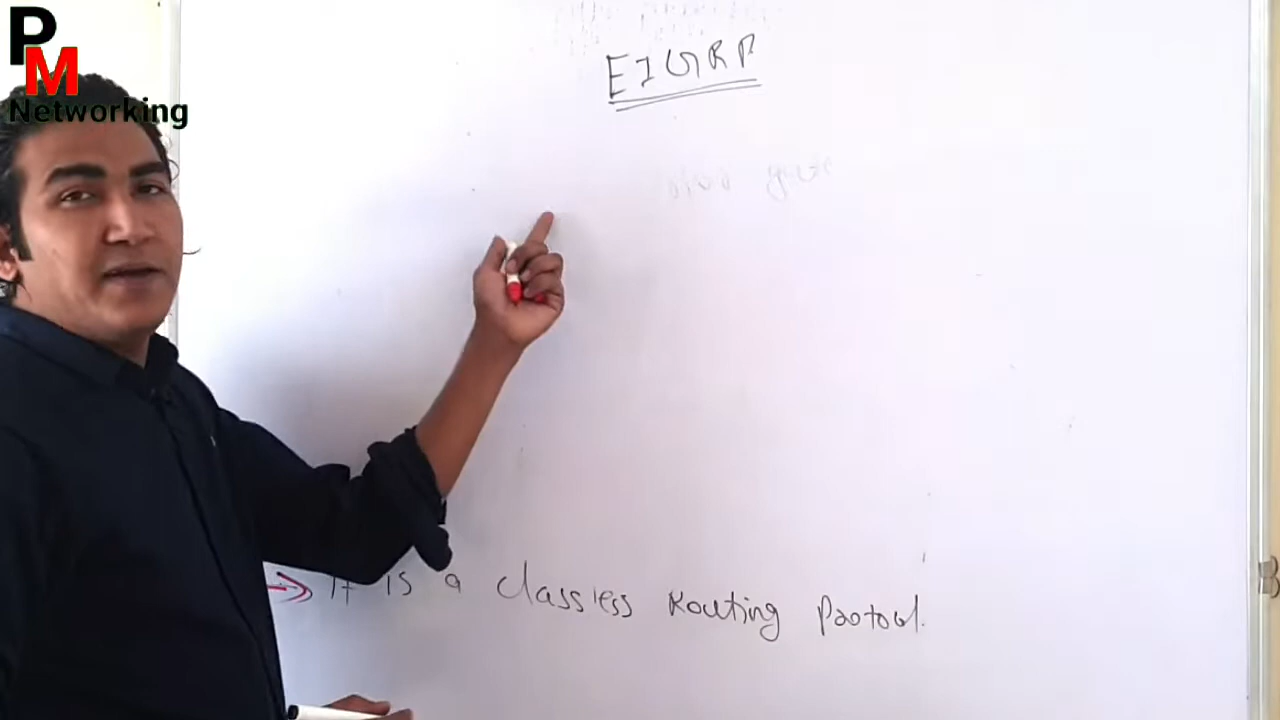 PM
Networking
EIGRP
It is a classless Routing Protocol.